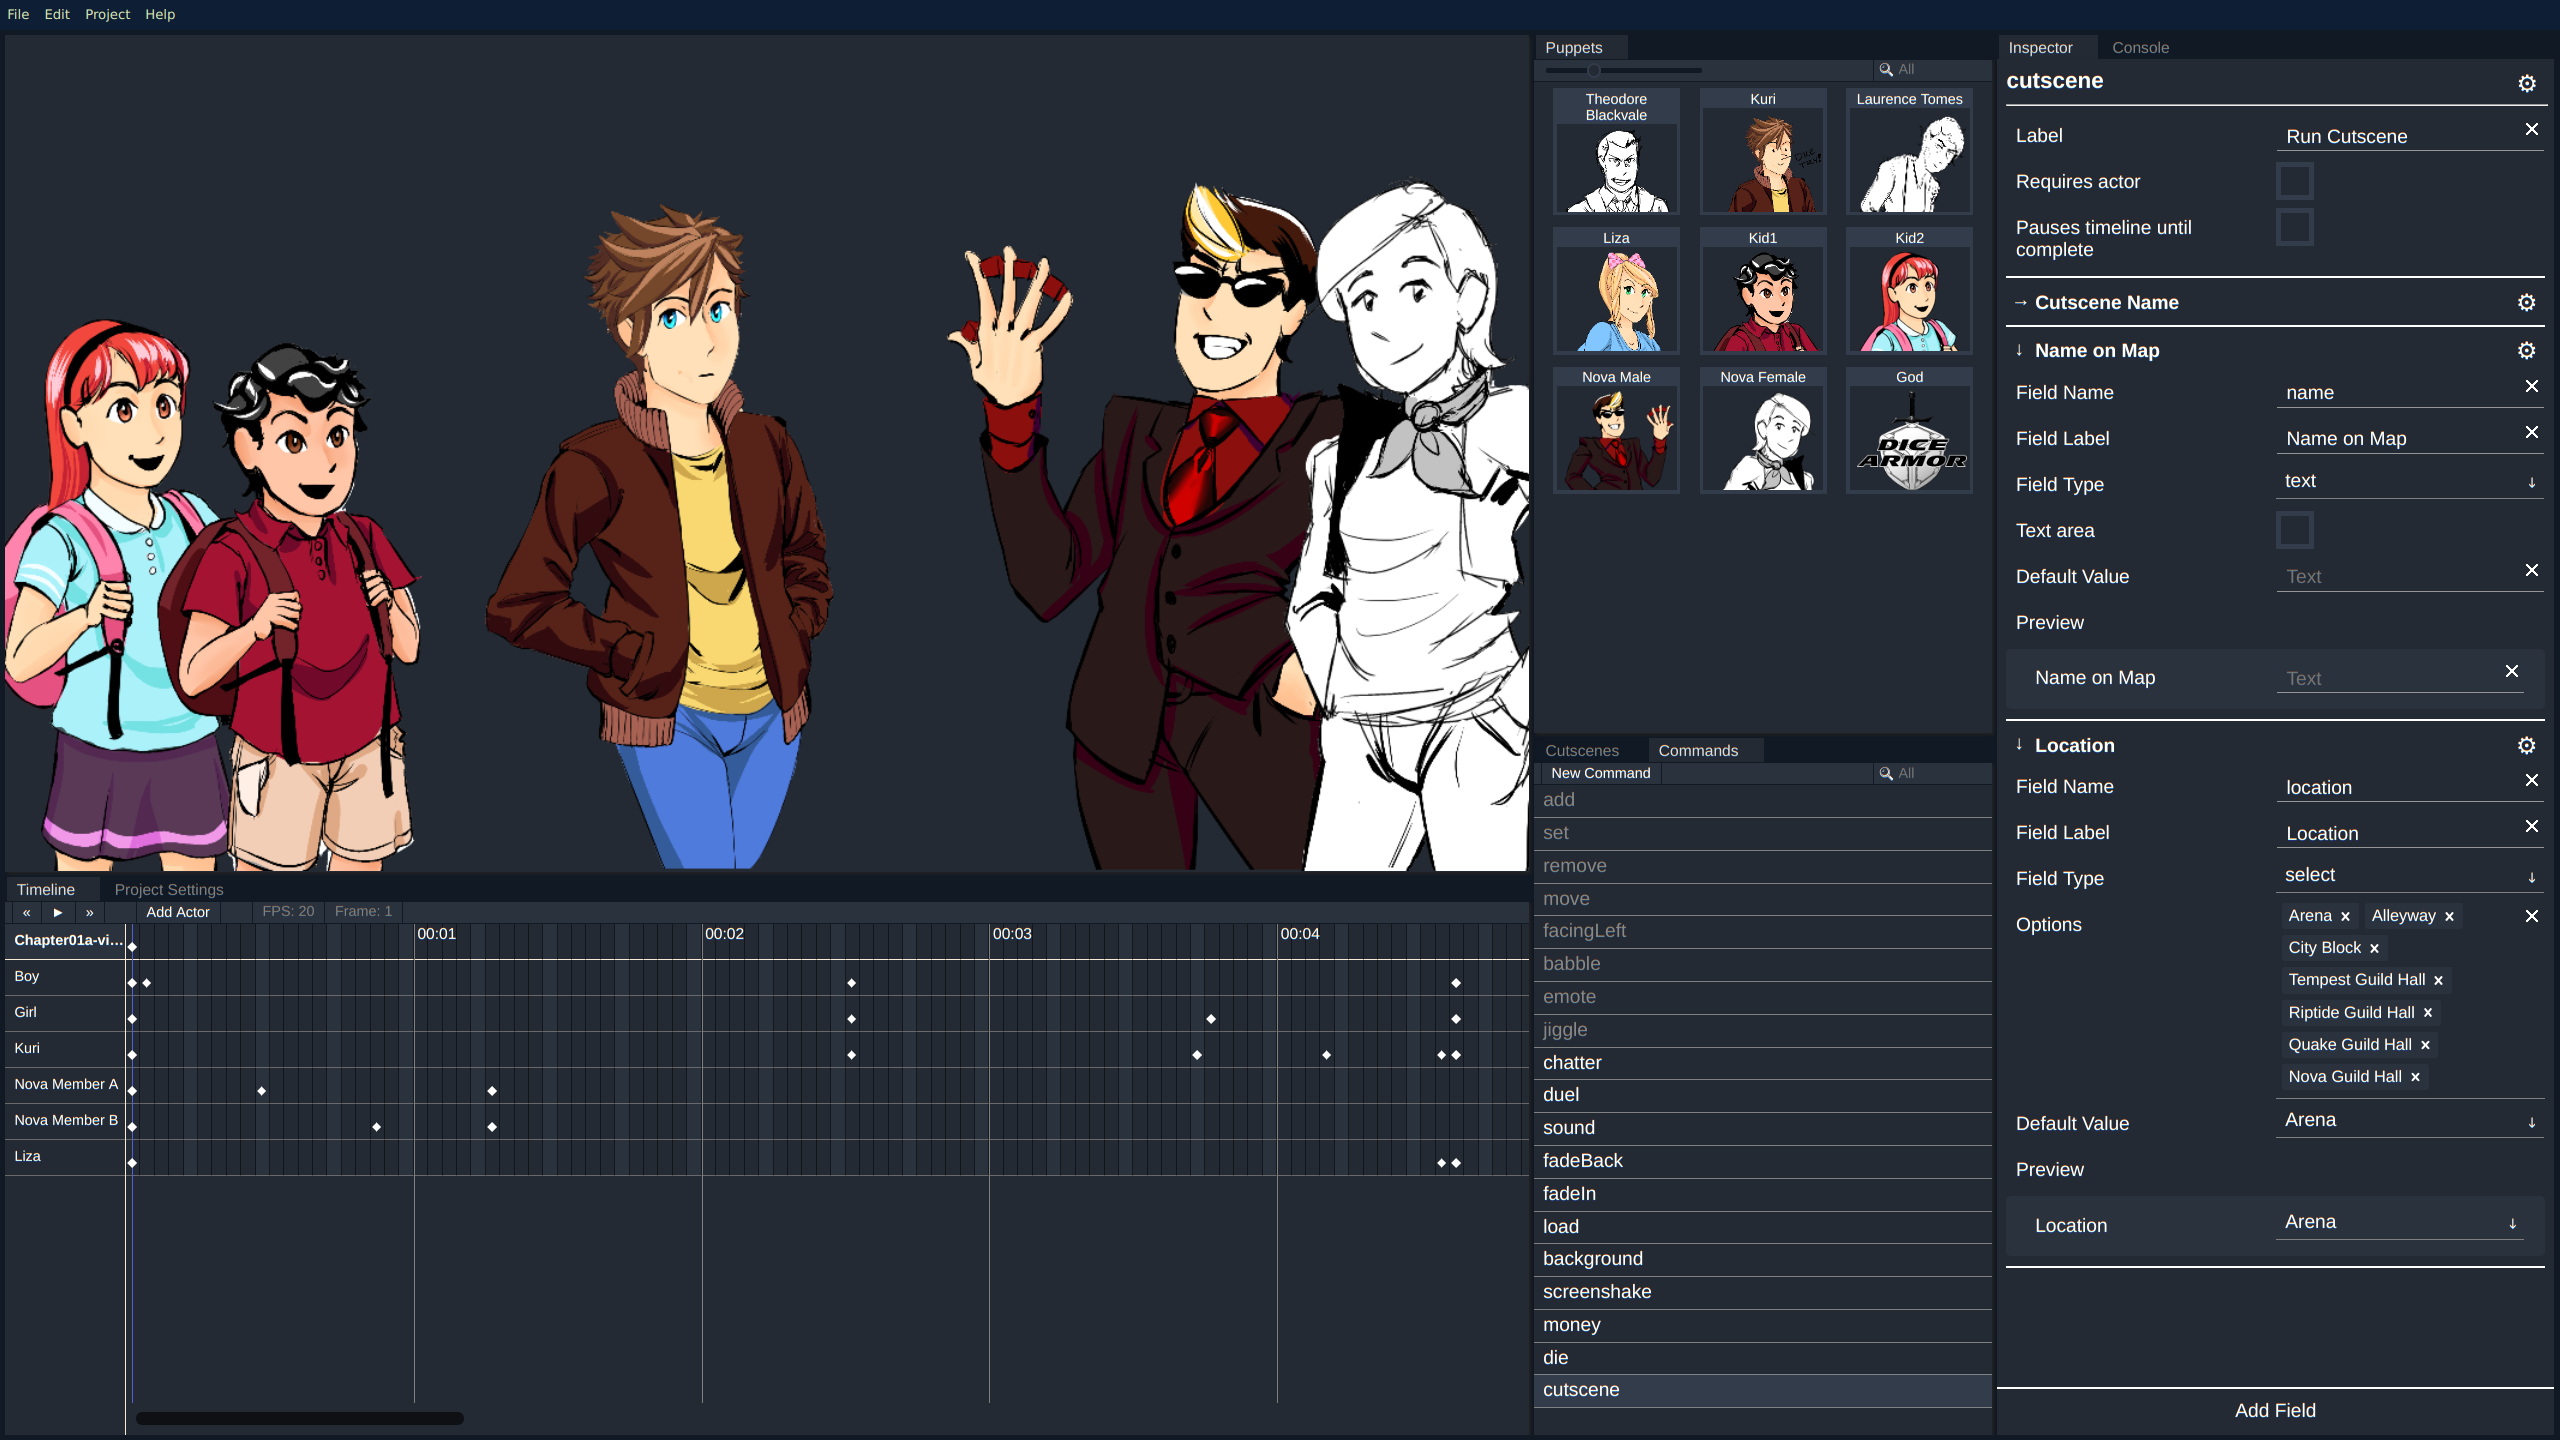 File Edit Project Help
Puppets
All
Theodore
Blackvale
Kuri
Laurence Tomes
Liza
Kid1
Kid2
Nova Male
Nova Female
God
DICE
ARMOR
Cutscenes Commands
New Command
All
add
set
remove
move
facingLeft
babble
emote
jiggle
chatter
duel
sound
fadeBack
fadeIn
load
background
screenshake
money
die
cutscene
Inspector Console
cutscene
Label Run Cutscene
Requires actor
Pauses timeline until
complete
→ Cutscene Name
↓ Name on Map
Field Name name
Field Label Name on Map
Field Type text
Text area
Default Value Text
Preview
Name on Map Text
↓ Location
Field Name location
Field Label Location
Field Type select
Options Arena × Alleyway ×
City Block ×
Tempest Guild Hall ×
Riptide Guild Hall ×
Quake Guild Hall ×
Nova Guild Hall ×
Default Value Arena
Preview
Location Arena
Add Field
Timeline Project Settings
« ► » Add Actor FPS: 20 Frame: 1
Chapter01a-vi... 00:01 00:02 00:03 00:04
Boy
Girl
Kuri
Nova Member A
Nova Member B
Liza